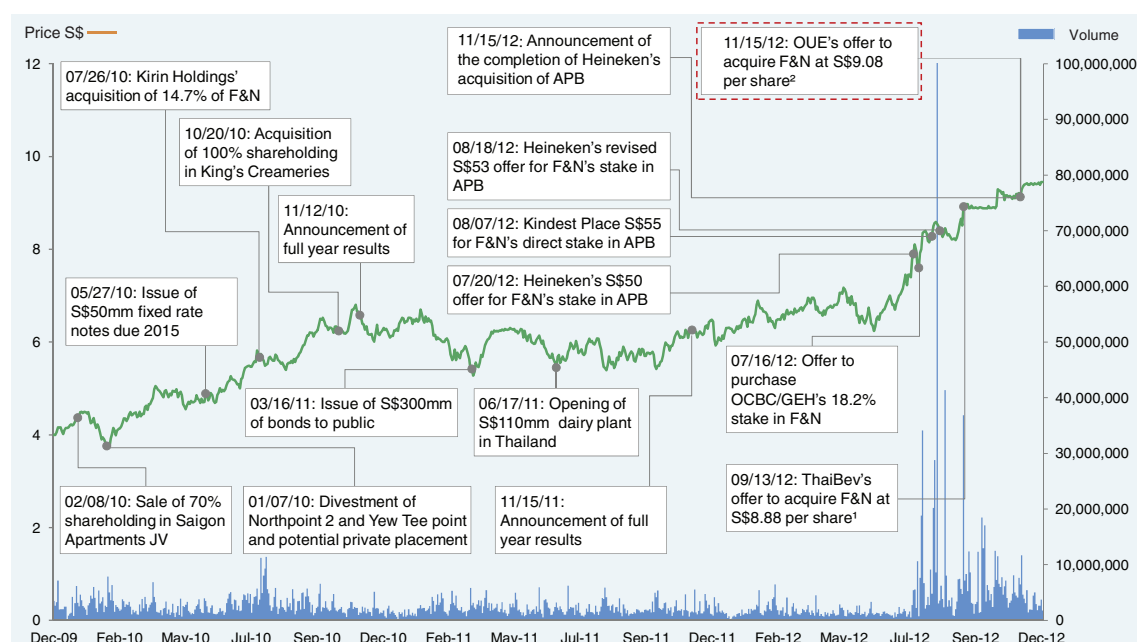 Price S$
Volume
11/15/12: Announcement of
the completion of Heineken's
acquisition of APB
11/15/12: OUE's offer to
acquire F&N at S$9.08
per share²
07/26/10: Kirin Holdings'
acquisition of 14.7% of F&N
10/20/10: Acquisition
of 100% shareholding
in King's Creameries
08/18/12: Heineken's revised
S$53 offer for F&N's stake in
APB
11/12/10:
Announcement of
full year results
08/07/12: Kindest Place S$55
for F&N's direct stake in APB
07/20/12: Heineken's S$50
offer for F&N's stake in APB
05/27/10: Issue of
S$50mm fixed rate
notes due 2015
03/16/11: Issue of S$300mm
of bonds to public
06/17/11: Opening of
S$110mm dairy plant
in Thailand
07/16/12: Offer to
purchase
OCBC/GEH's 18.2%
stake in F&N
02/08/10: Sale of 70%
shareholding in Saigon
Apartments JV
01/07/10: Divestment of
Northpoint 2 and Yew Tee point
and potential private placement
11/15/11:
Announcement of full
year results
09/13/12: ThaiBev's
offer to acquire F&N at
S$8.88 per share¹
12
10
8
6
4
2
0
100,000,000
90,000,000
80,000,000
70,000,000
60,000,000
50,000,000
40,000,000
30,000,000
20,000,000
10,000,000
0
Dec-09 Feb-10 May-10 Jul-10 Sep-10 Dec-10 Feb-11 May-11 Jul-11 Sep-11 Dec-11 Feb-12 May-12 Jul-12 Sep-12 Dec-12